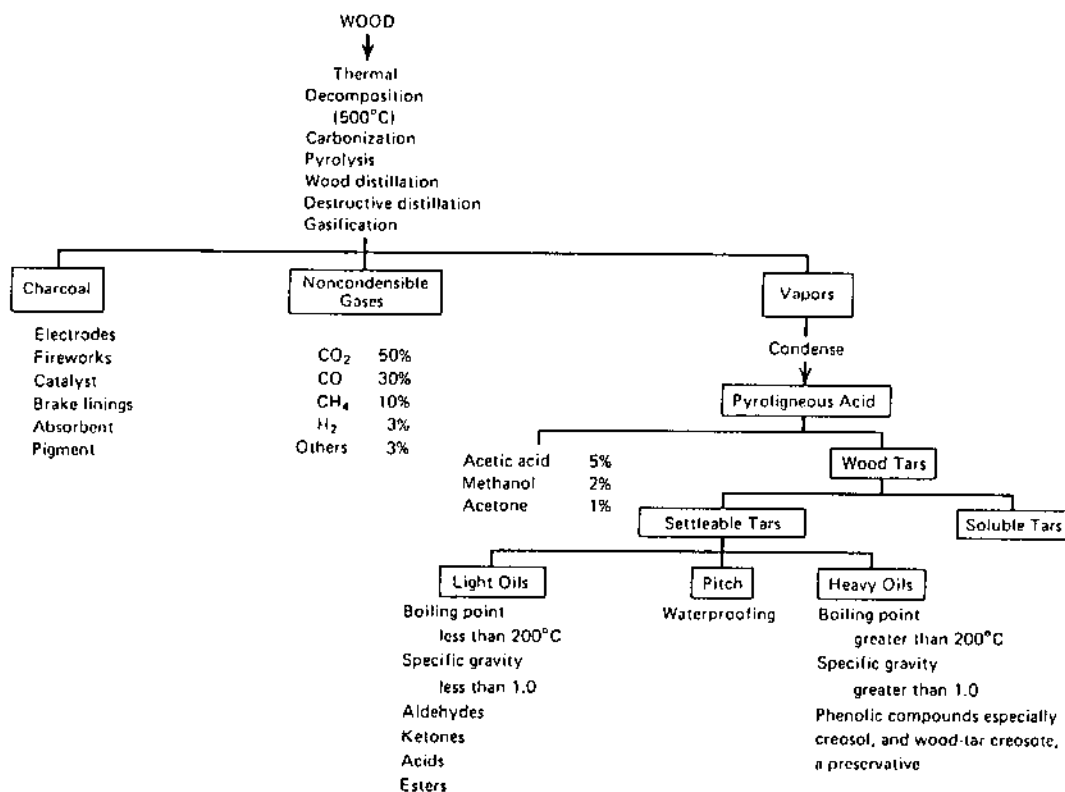 WOOD
Thermal
Decomposition
(500°C)
Carbonization
Pyrolysis
Wood distillation
Destructive distillation
Gasification
Charcoal
Electrodes
Fireworks
Catalyst
Brake linings
Absorbent
Pigment
Noncondensible
Gases
CO₂ 50%
CO 30%
CH₄ 10%
H₂ 3%
Others 3%
Vapors
Condense
Pyroligneous Acid
Acetic acid 5%
Methanol 2%
Acetone 1%
Wood Tars
Settleable Tars
Soluble Tars
Light Oils
Boiling point
less than 200°C
Specific gravity
less than 1.0
Aldehydes
Ketones
Acids
Esters
Pitch
Waterproofing
Heavy Oils
Boiling point
greater than 200°C
Specific gravity
greater than 1.0
Phenolic compounds especially
creosol, and wood-tar creosote,
a preservative